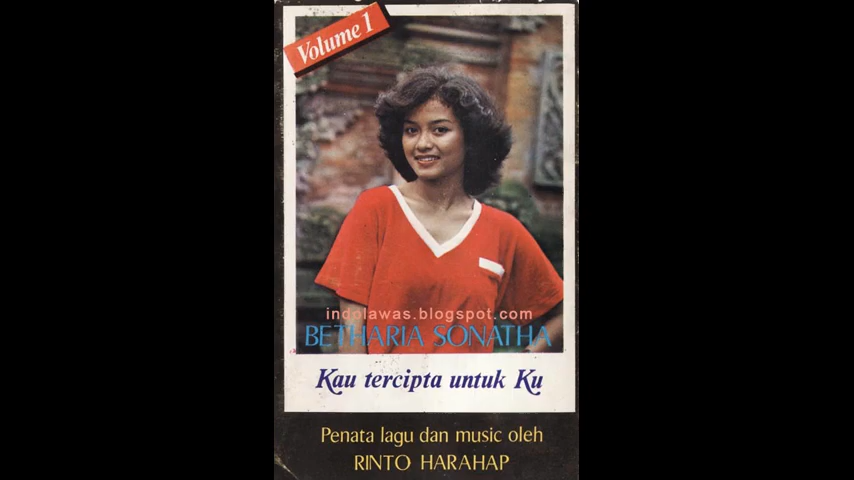 Volume 1
indolawas.blogspot.com
BETHARIA SONATHA
Kau tercipta untuk Ku
Penata lagu dan music oleh
RINTO HARAHAP